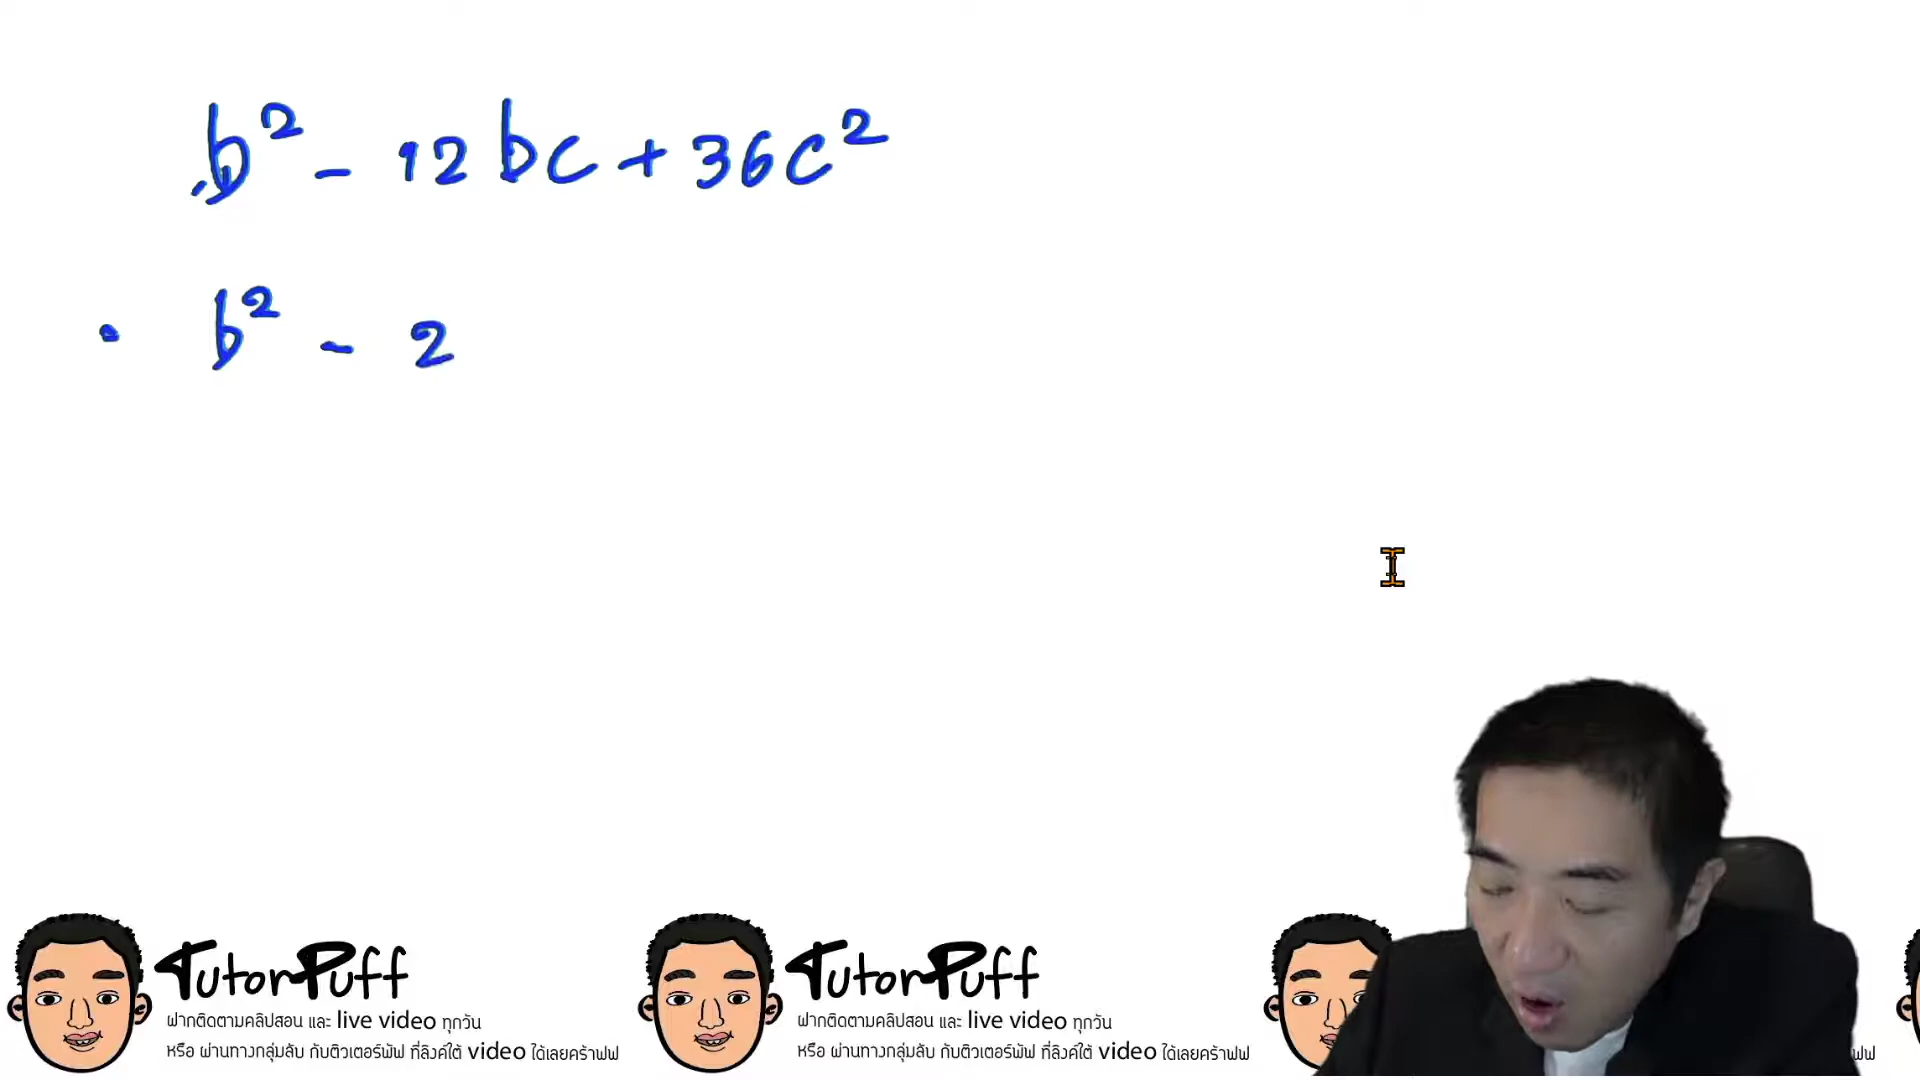 b² - 12bc + 36c²
• b² - 2
TutorPuff
ฝากติดตามคลิปสอน และ live video ทุกวัน
หรือ ผ่านทางกลุ่มลับ กับติวเตอร์พัฟ ที่ลิงค์ใต้ video ได้เลยคร้าฟฟ
TutorPuff
ฝากติดตามคลิปสอน และ live video ทุกวัน
หรือ ผ่านทางกลุ่มลับ กับติวเตอร์พัฟ ที่ลิงค์ใต้ video ได้เลยคร้าฟฟ
ฟฟ